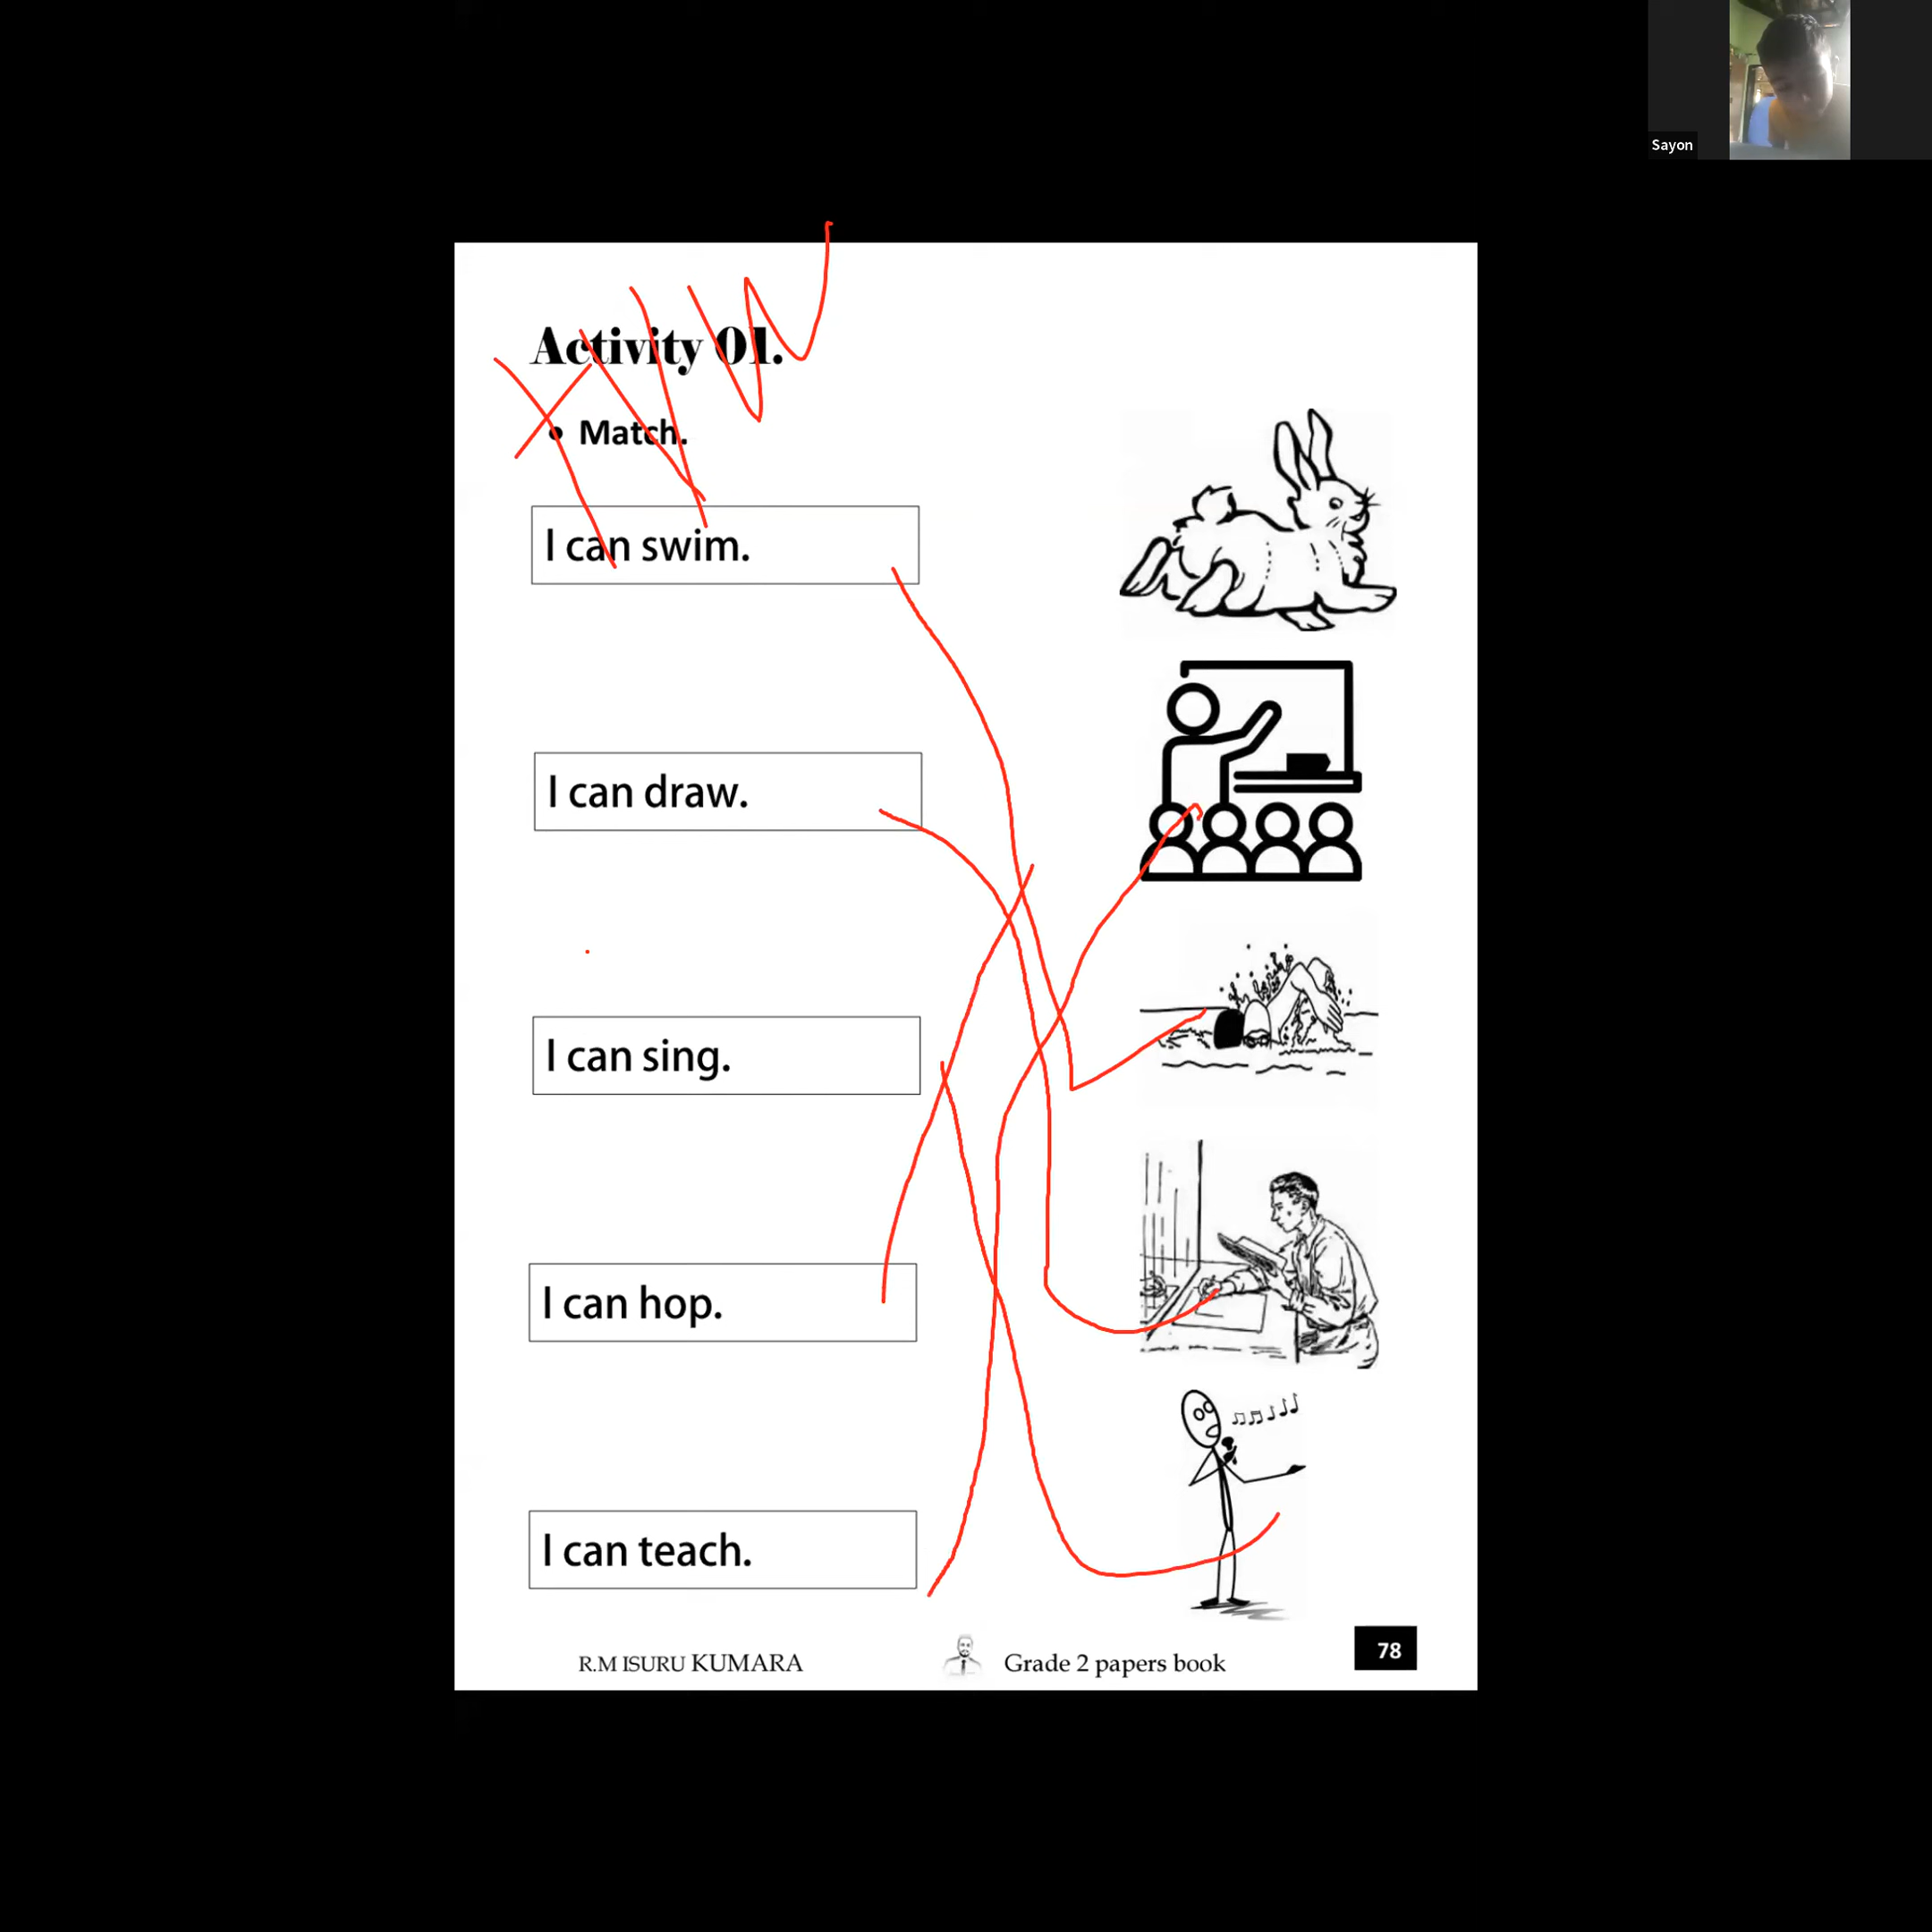 Sayon
Activity 01.
• Match.
I can swim.
I can draw.
I can sing.
I can hop.
I can teach.
R.M ISURU KUMARA
Grade 2 papers book
78